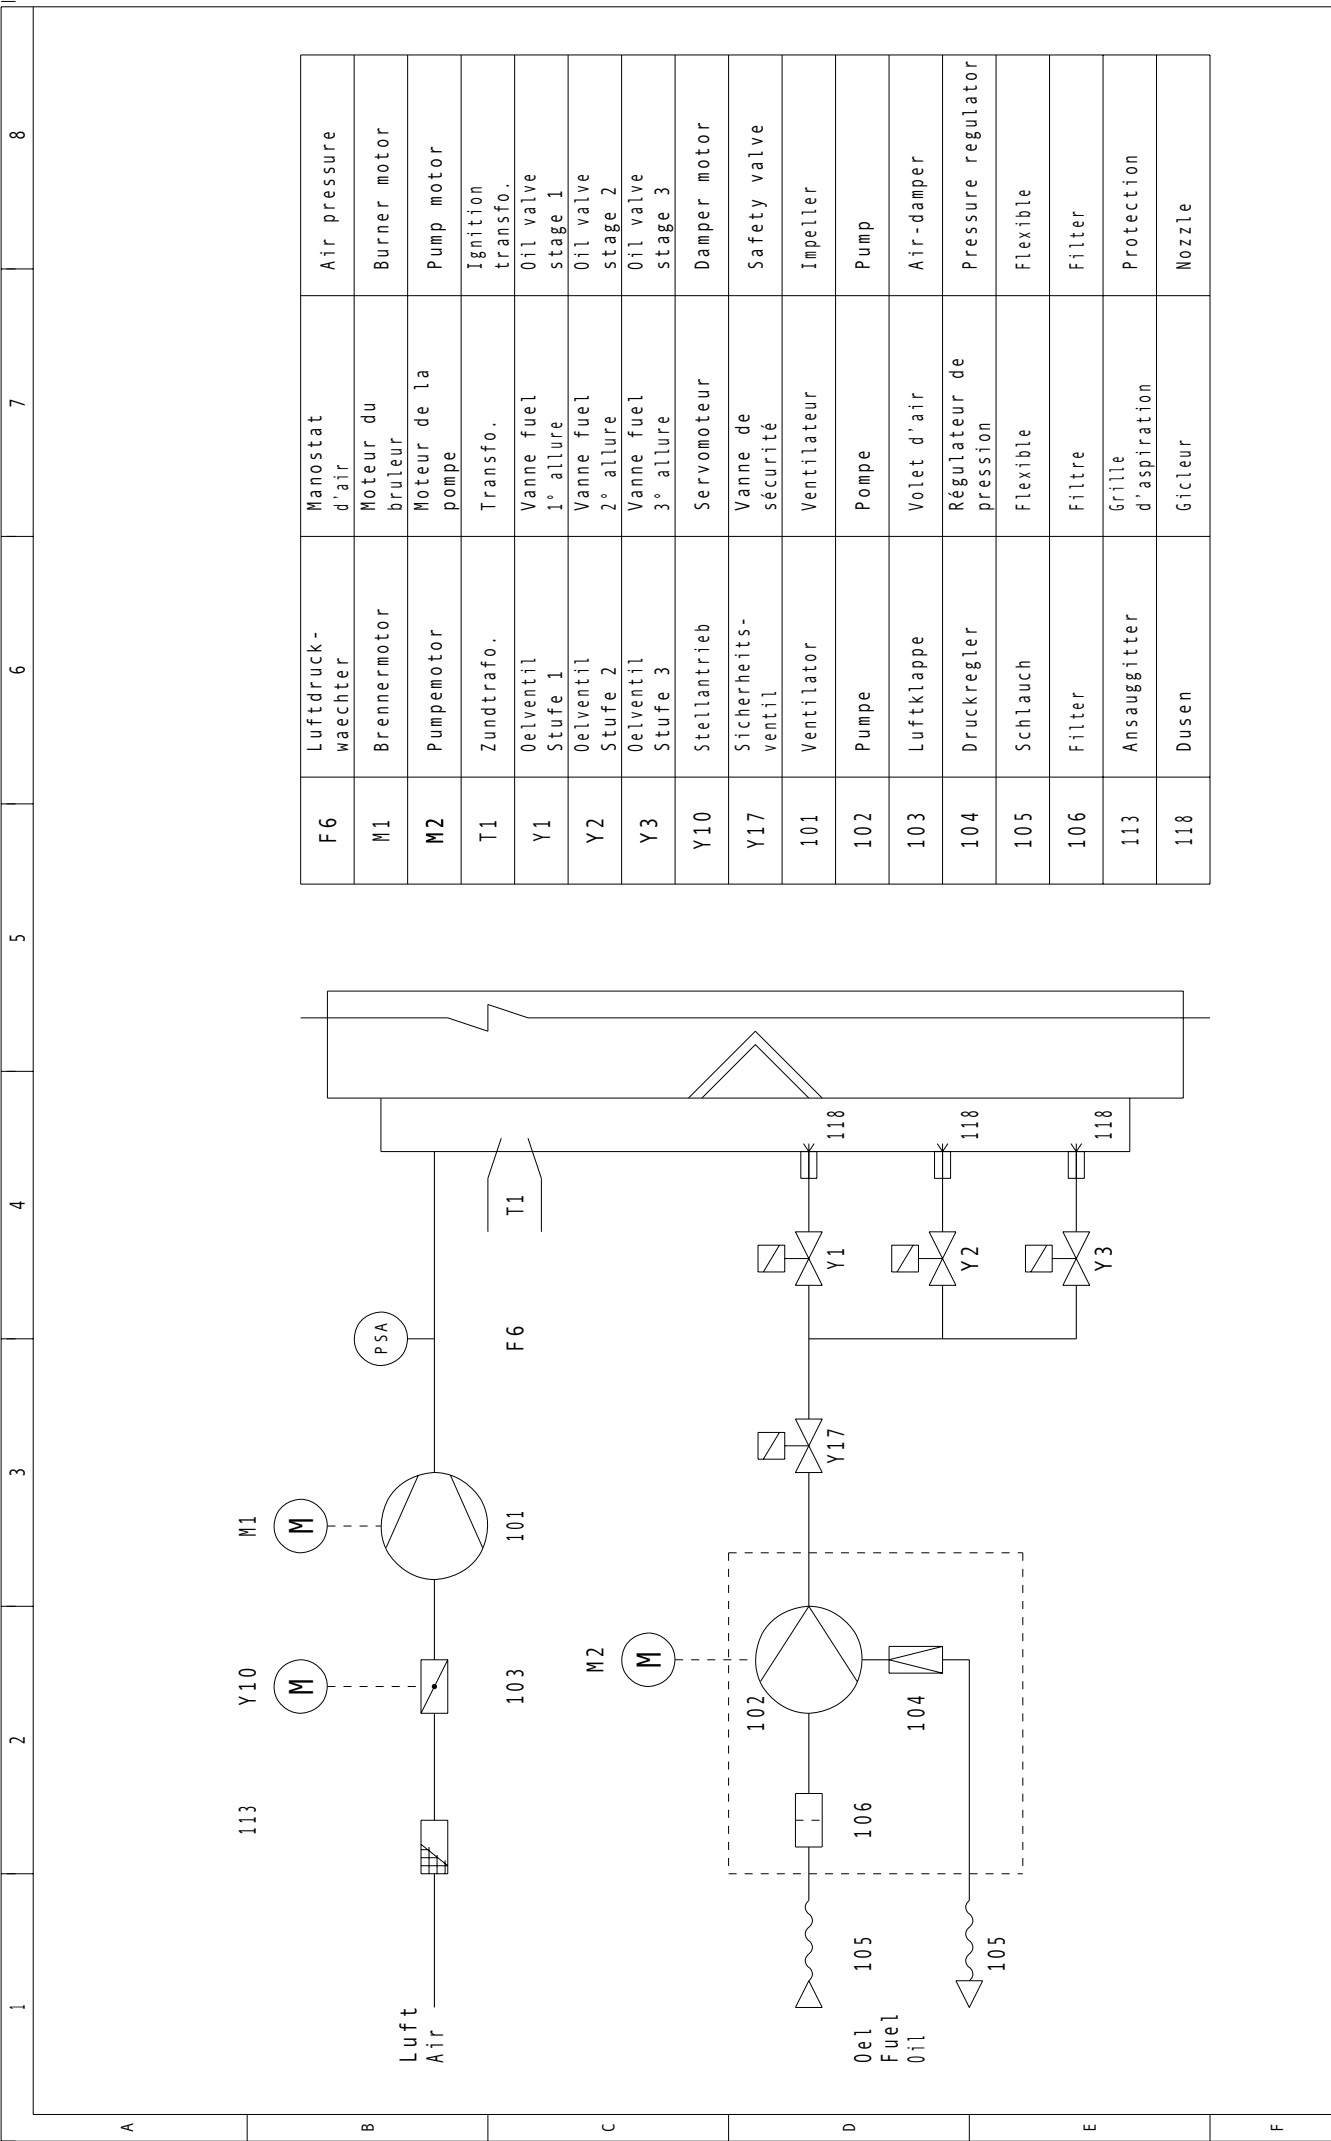 1
2
3
4
5
6
7
8
A
B
C
D
E
F
Luft
Air
113
Y10
M
103
M1
M
101
PSA
F6
T1
M2
M
Oel
Fuel
Oil
105
105
106
102
104
Y17
Y1
Y2
Y3
118
118
118
F6
Luftdruck-
waechter
Manostat
d'air
Air pressure
M1
Brennermotor
Moteur du
bruleur
Burner motor
M2
Pumpemotor
Moteur de la
pompe
Pump motor
T1
Zundtrafo.
Transfo.
Ignition
transfo.
Y1
Oelventil
Stufe 1
Vanne fuel
1° allure
Oil valve
stage 1
Y2
Oelventil
Stufe 2
Vanne fuel
2° allure
Oil valve
stage 2
Y3
Oelventil
Stufe 3
Vanne fuel
3° allure
Oil valve
stage 3
Y10
Stellantrieb
Servomoteur
Damper motor
Y17
Sicherheits-
ventil
Vanne de
sécurité
Safety valve
101
Ventilator
Ventilateur
Impeller
102
Pumpe
Pompe
Pump
103
Luftklappe
Volet d'air
Air-damper
104
Druckregler
Régulateur de
pression
Pressure regulator
105
Schlauch
Flexible
Flexible
106
Filter
Filtre
Filter
113
Ansauggitter
Grille
d'aspiration
Protection
118
Dusen
Gicleur
Nozzle